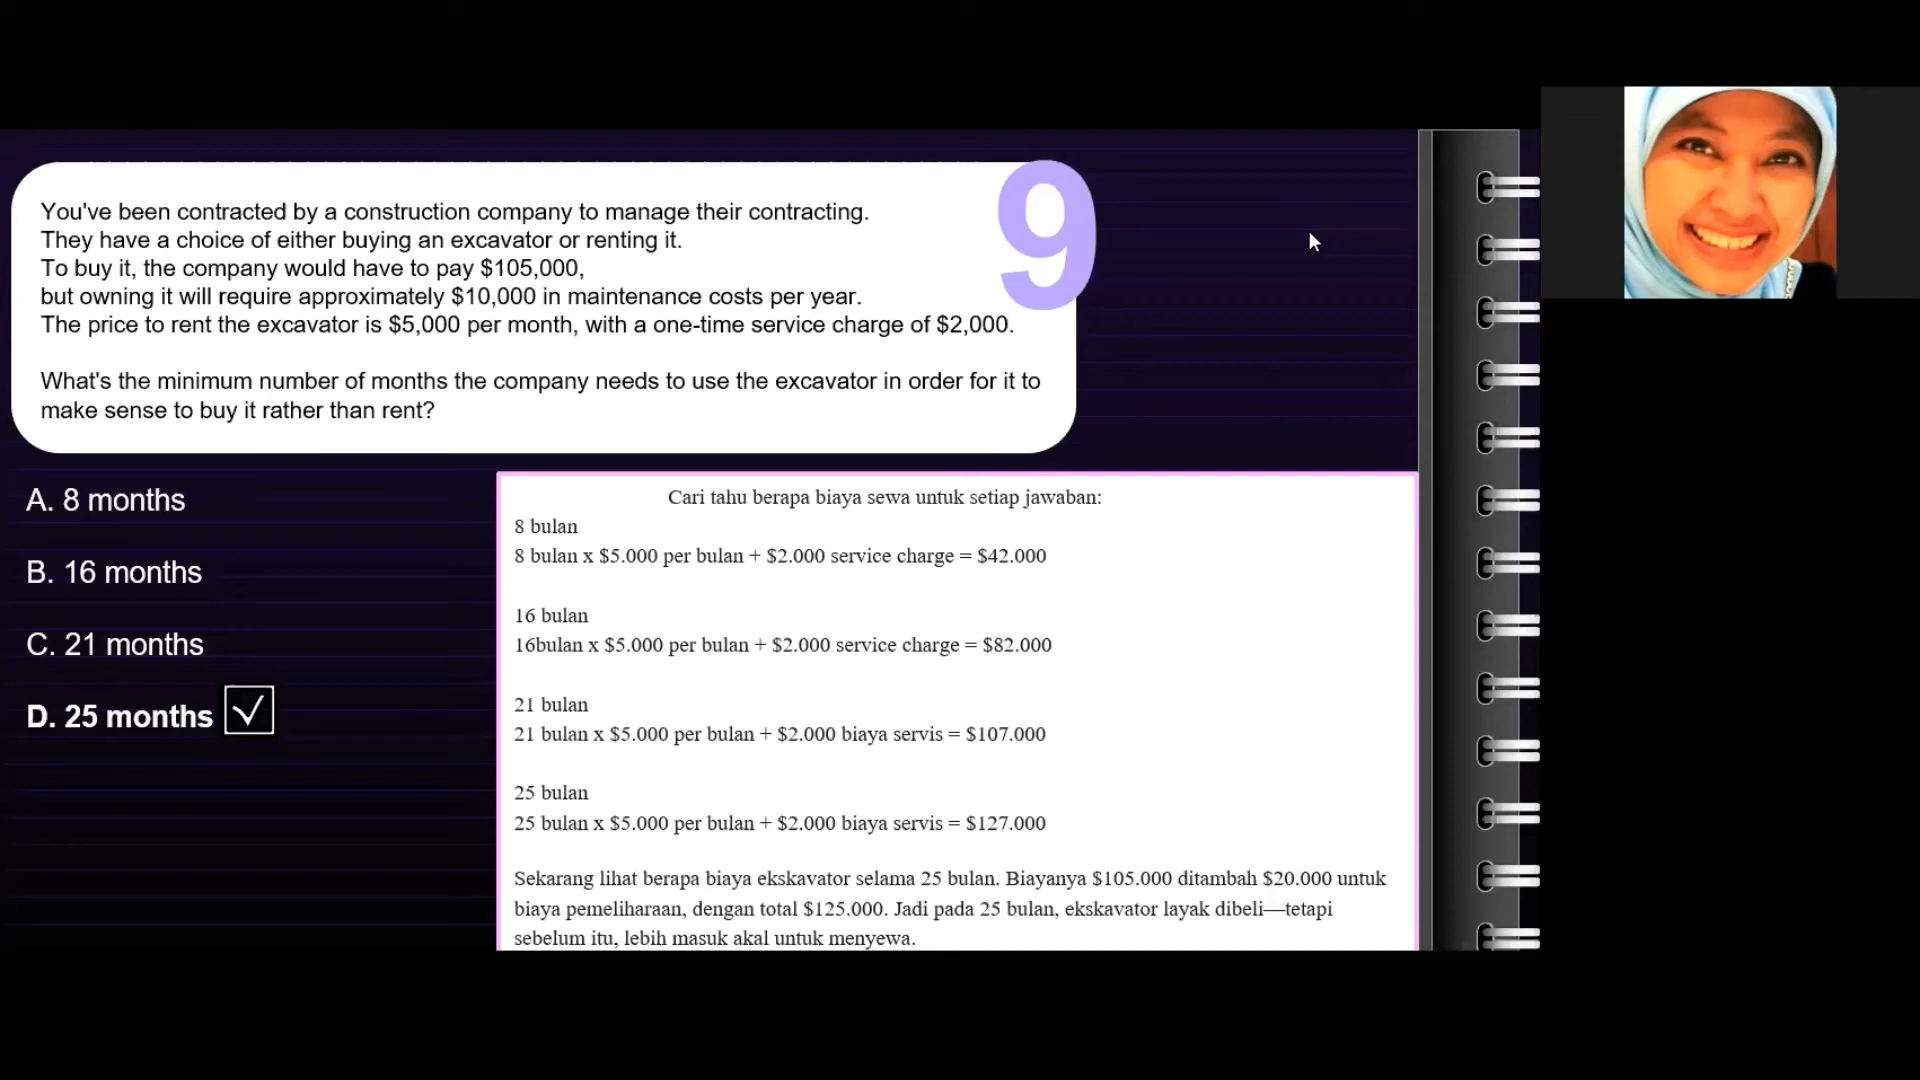 9
You've been contracted by a construction company to manage their contracting.
They have a choice of either buying an excavator or renting it.
To buy it, the company would have to pay $105,000,
but owning it will require approximately $10,000 in maintenance costs per year.
The price to rent the excavator is $5,000 per month, with a one-time service charge of $2,000.
What's the minimum number of months the company needs to use the excavator in order for it to
make sense to buy it rather than rent?
A. 8 months
B. 16 months
C. 21 months
D. 25 months
Cari tahu berapa biaya sewa untuk setiap jawaban:
8 bulan
8 bulan x $5.000 per bulan + $2.000 service charge = $42.000
16 bulan
16bulan x $5.000 per bulan + $2.000 service charge = $82.000
21 bulan
21 bulan x $5.000 per bulan + $2.000 biaya servis = $107.000
25 bulan
25 bulan x $5.000 per bulan + $2.000 biaya servis = $127.000
Sekarang lihat berapa biaya ekskavator selama 25 bulan. Biayanya $105.000 ditambah $20.000 untuk
biaya pemeliharaan, dengan total $125.000. Jadi pada 25 bulan, ekskavator layak dibeli—tetapi
sebelum itu, lebih masuk akal untuk menyewa.